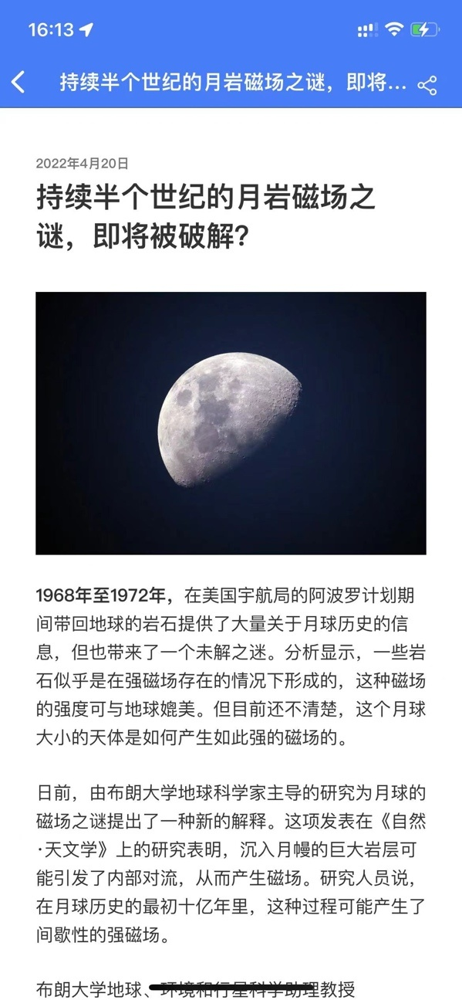 16:13
持续半个世纪的月岩磁场之谜，即将...
2022年4月20日
持续半个世纪的月岩磁场之
谜，即将被破解？
1968年至1972年，在美国宇航局的阿波罗计划期
间带回地球的岩石提供了大量关于月球历史的信
息，但也带来了一个未解之迷。分析显示，一些岩
石似乎是在强磁场存在的情况下形成的，这种磁场
的强度可与地球媲美。但目前还不清楚，这个月球
大小的天体是如何产生如此强的磁场的。
日前，由布朗大学地球科学家主导的研究为月球的
磁场之谜提出了一种新的解释。这项发表在《自然
·天文学》上的研究表明，沉入月幔的巨大岩层可
能引发了内部对流，从而产生磁场。研究人员说，
在月球历史的最初十亿年里，这种过程可能产生了
间歇性的强磁场。
布朗大学地球、环境和行星科学助理教授